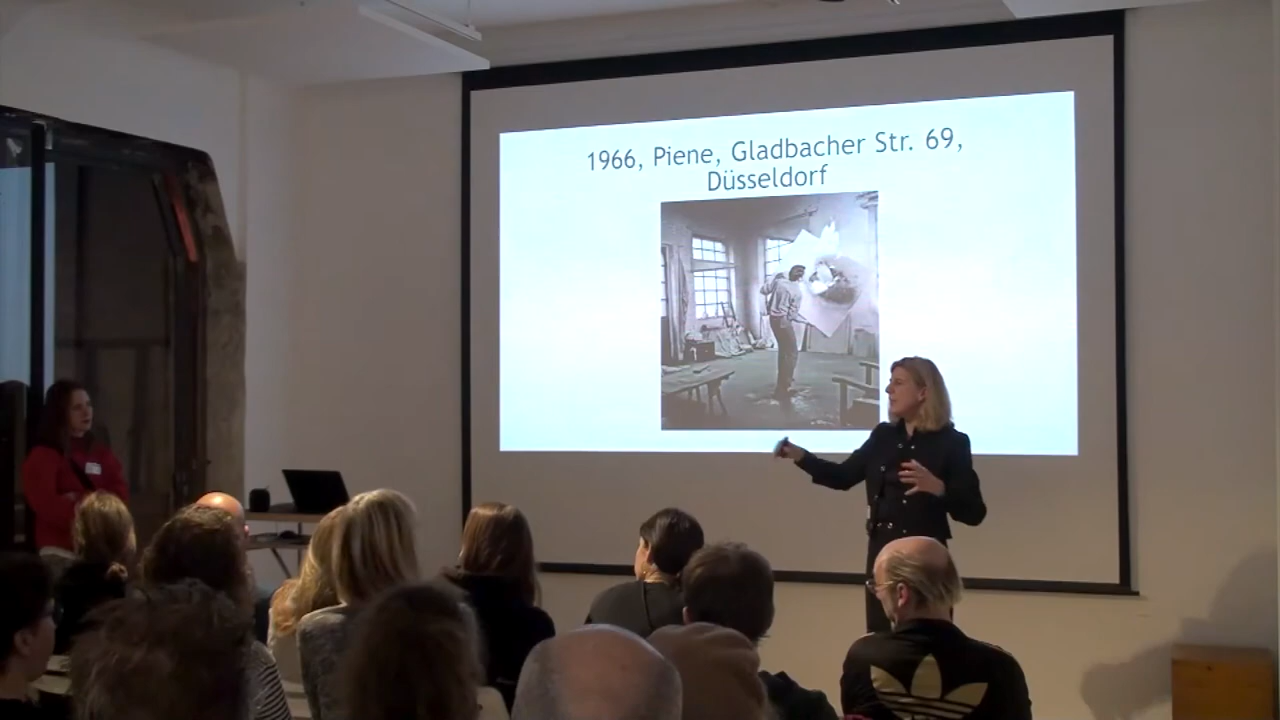 1966, Piene, Gladbacher Str. 69,
Düsseldorf